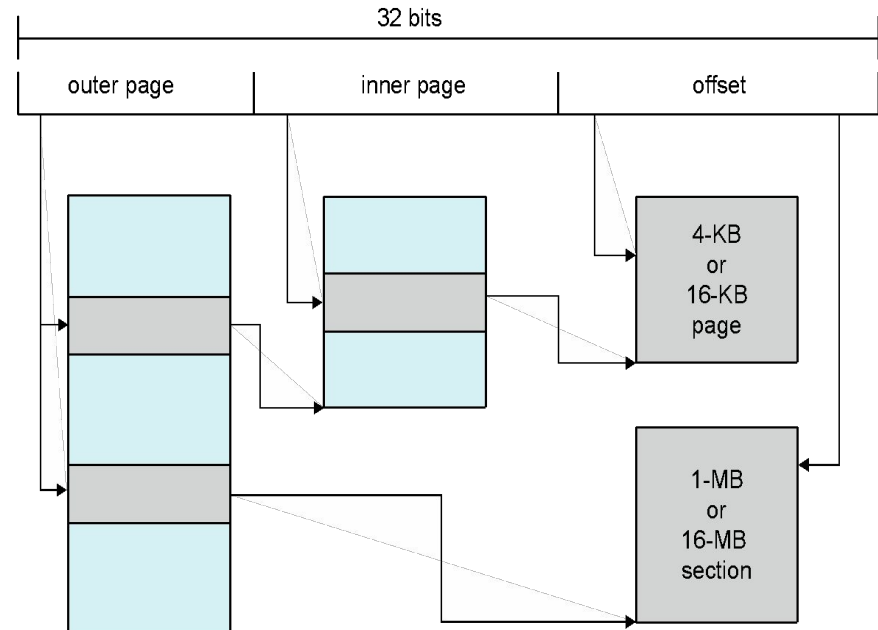 32 bits
outer page
inner page
offset
4-KB
or
16-KB
page
1-MB
or
16-MB
section